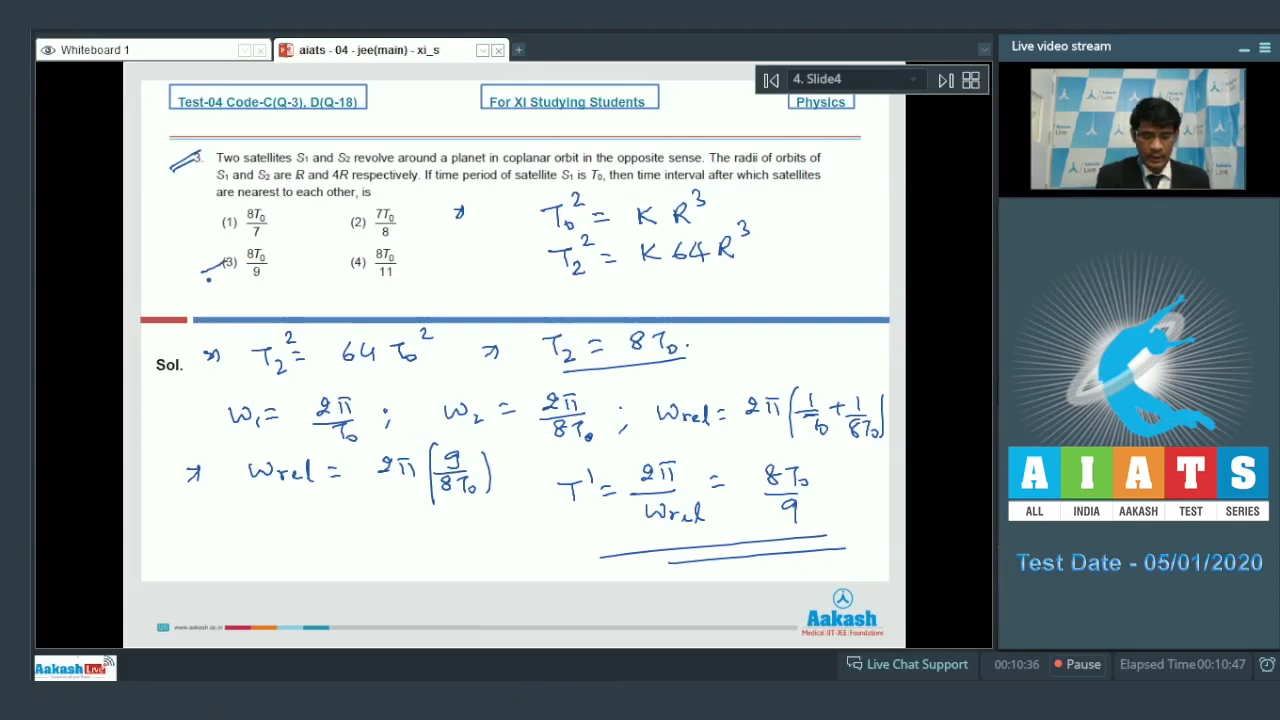 Whiteboard 1
aiats - 04 - jee(main) - xi_s
Live video stream
4. Slide4
Test-04 Code-C(Q-3), D(Q-18)
For XI Studying Students
Physics
3. Two satellites S₁ and S₂ revolve around a planet in coplanar orbit in the opposite sense. The radii of orbits of
S₁ and S₂ are R and 4R respectively. If time period of satellite S₁ is T₀, then time interval after which satellites
are nearest to each other, is
(1) 8T₀/7 (2) 7T₀/8
(3) 8T₀/9 (4) 8T₀/11
T₀² = K R³
T₂² = K 64 R³
Sol.
⇒ T₂² = 64 T₀² ⇒ T₂ = 8T₀.
ω₁ = 2π/T₀ ; ω₂ = 2π/8T₀ ; ωrel = 2π(1/T₀ + 1/8T₀)
⇒ ωrel = 2π(9/8T₀) T' = 2π/ωrel = 8T₀/9
www.aakash.ac.in
Aakash
Medical|IIT-JEE|Foundations
AIATS
ALL INDIA AAKASH TEST SERIES
Test Date - 05/01/2020
Aakash Live
Live Chat Support
00:10:36
Pause
Elapsed Time 00:10:47